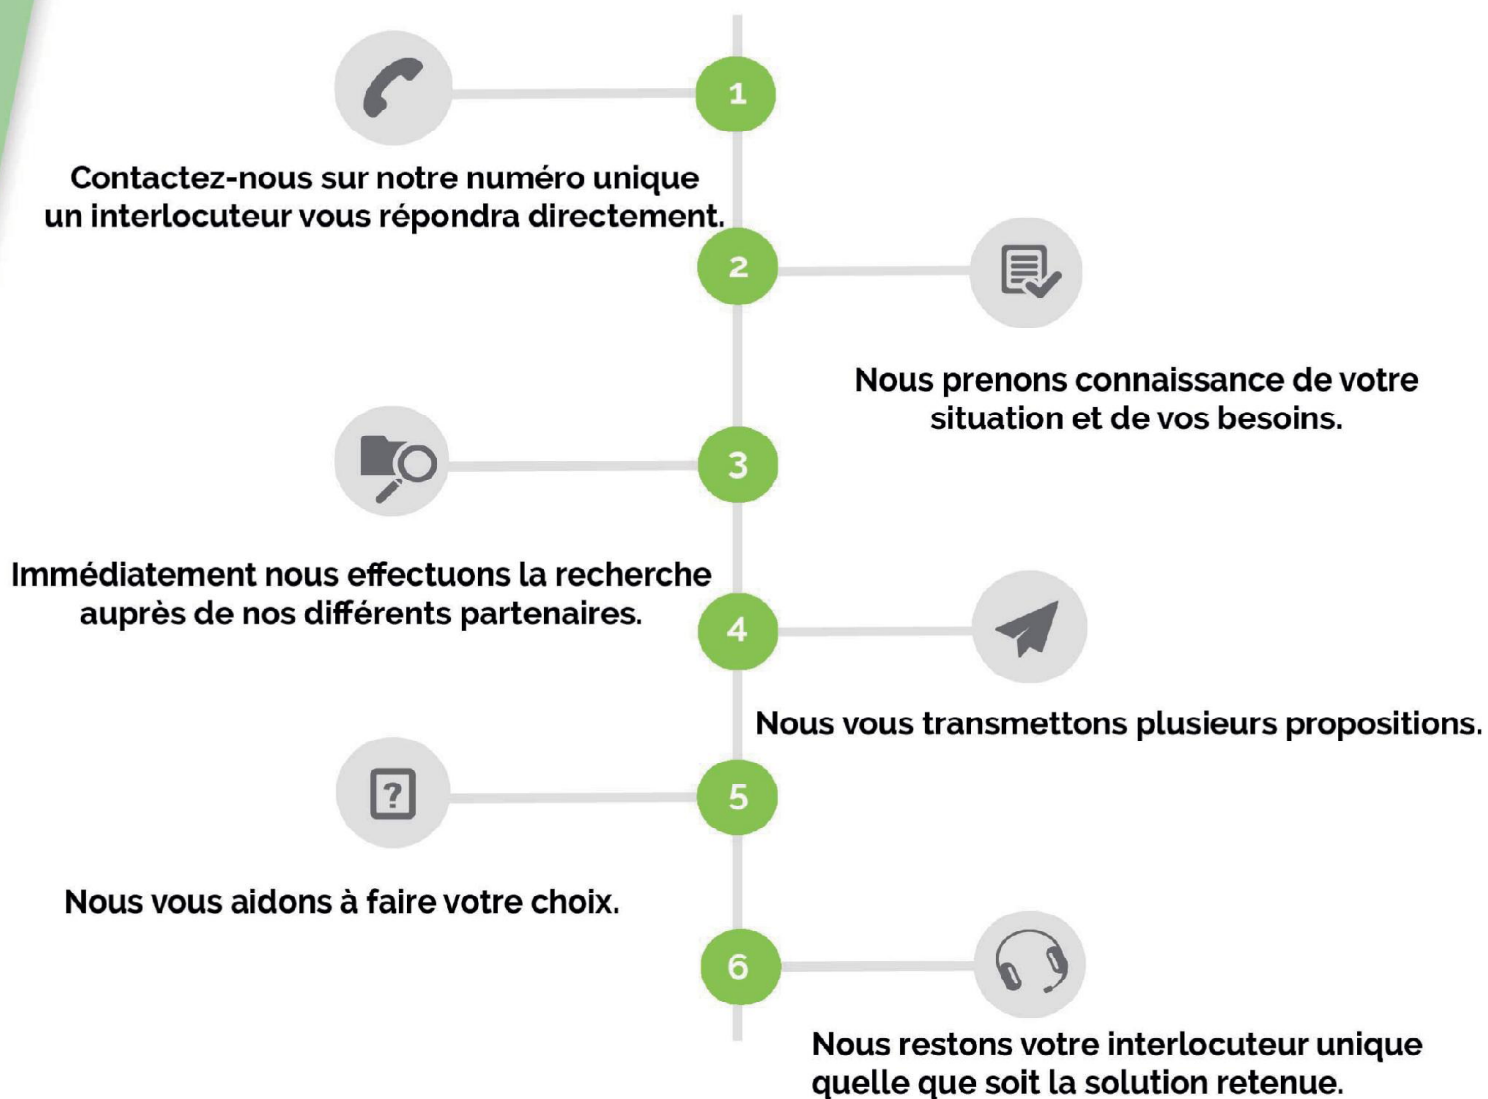 1
Contactez-nous sur notre numéro unique
un interlocuteur vous répondra directement.
2
Nous prenons connaissance de votre
situation et de vos besoins.
3
Immédiatement nous effectuons la recherche
auprès de nos différents partenaires.
4
Nous vous transmettons plusieurs propositions.
5
?
Nous vous aidons à faire votre choix.
6
Nous restons votre interlocuteur unique
quelle que soit la solution retenue.